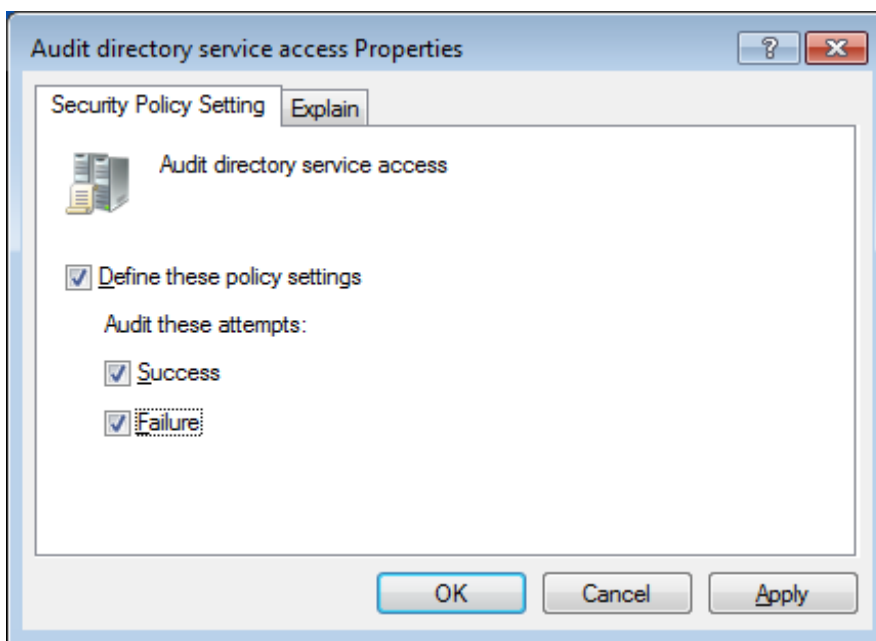 Audit directory service access Properties
Security Policy Setting Explain
Audit directory service access
Define these policy settings
Audit these attempts:
Success
Failure
OK Cancel Apply